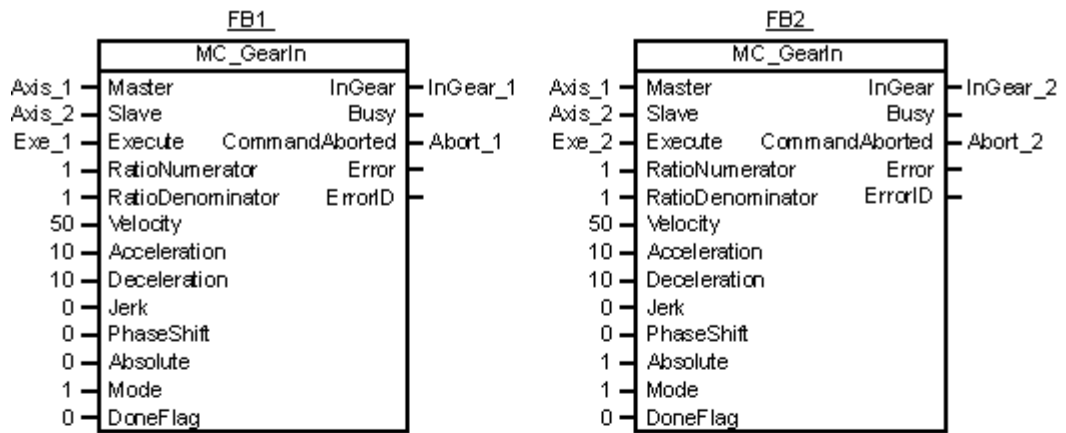 FB1 FB2
MC_GearIn MC_GearIn
Axis_1 Master InGear InGear_1 Axis_1 Master InGear InGear_2
Axis_2 Slave Busy Axis_2 Slave Busy
Exe_1 Execute CommandAborted Abort_1 Exe_2 Execute CommandAborted Abort_2
1 RatioNumerator Error 1 RatioNumerator Error
1 RatioDenominator ErrorID 1 RatioDenominator ErrorID
50 Velocity 50 Velocity
10 Acceleration 10 Acceleration
10 Deceleration 10 Deceleration
0 Jerk 0 Jerk
0 PhaseShift 0 PhaseShift
0 Absolute 1 Absolute
1 Mode 1 Mode
0 DoneFlag 0 DoneFlag